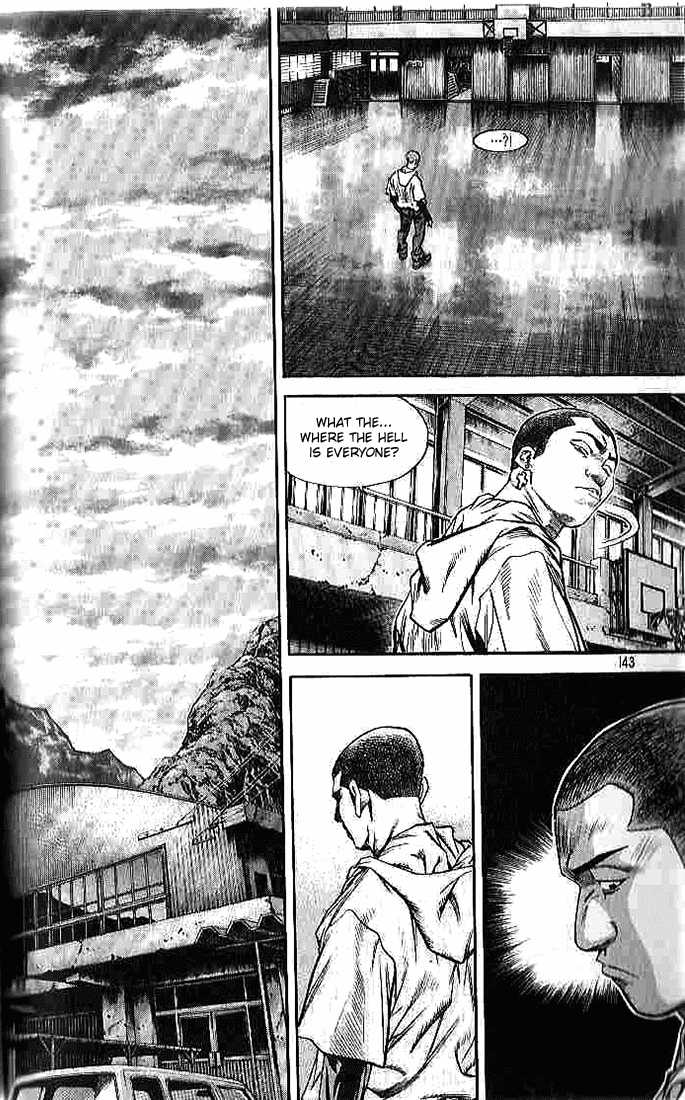 ...?!
WHAT THE...
WHERE THE HELL
IS EVERYONE?
143